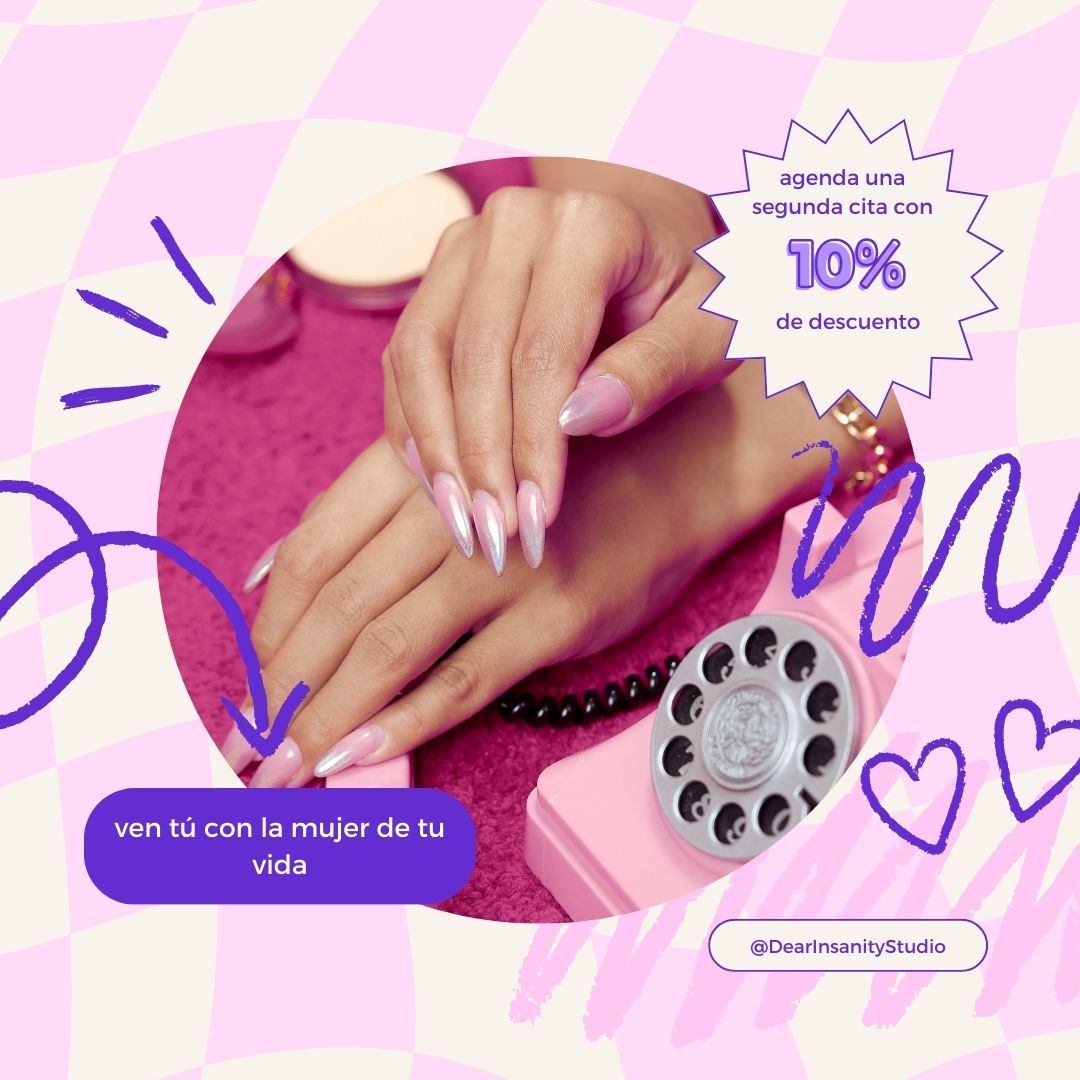 agenda una
segunda cita con
10%
de descuento
ven tú con la mujer de tu
vida
@DearInsanityStudio